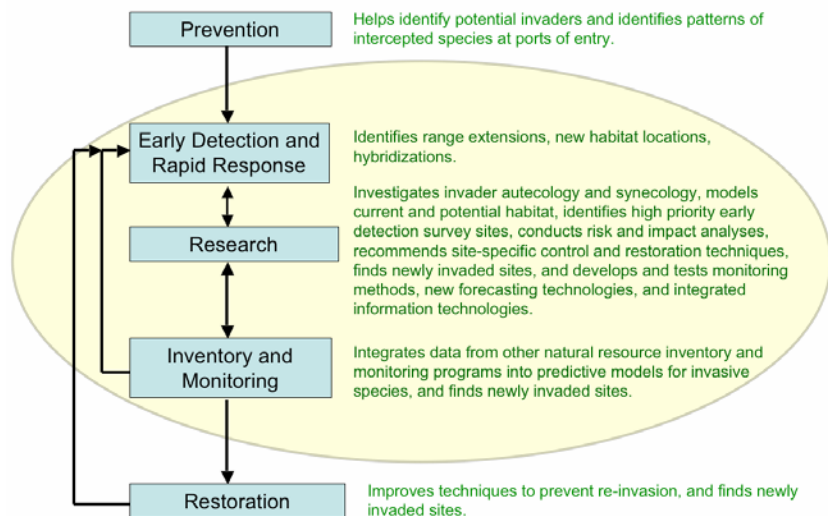 Prevention
Helps identify potential invaders and identifies patterns of
intercepted species at ports of entry.
Early Detection and
Rapid Response
Identifies range extensions, new habitat locations,
hybridizations.
Research
Investigates invader autecology and synecology, models
current and potential habitat, identifies high priority early
detection survey sites, conducts risk and impact analyses,
recommends site-specific control and restoration techniques,
finds newly invaded sites, and develops and tests monitoring
methods, new forecasting technologies, and integrated
information technologies.
Inventory and
Monitoring
Integrates data from other natural resource inventory and
monitoring programs into predictive models for invasive
species, and finds newly invaded sites.
Restoration
Improves techniques to prevent re-invasion, and finds newly
invaded sites.